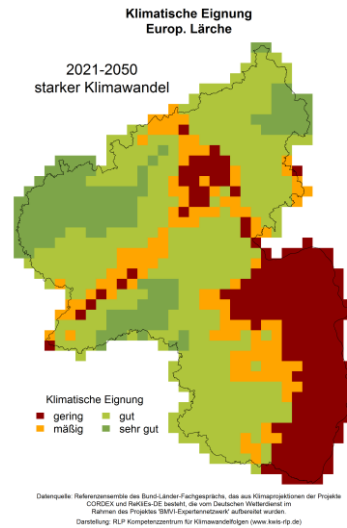 Klimatische Eignung
Europ. Lärche
2021-2050
starker Klimawandel
Klimatische Eignung
gering gut
mäßig sehr gut
Datenquelle: Referenzensemble des Bund-Länder-Fachgesprächs, das aus Klimaprojektionen der Projekte
CORDEX und ReKliEs-DE besteht, die vom Deutschen Wetterdienst im
Rahmen des Projektes 'BMVI-Expertennetzwerk' aufbereitet wurden.
Darstellung: RLP Kompetenzzentrum für Klimawandelfolgen (www.kwis-rlp.de)